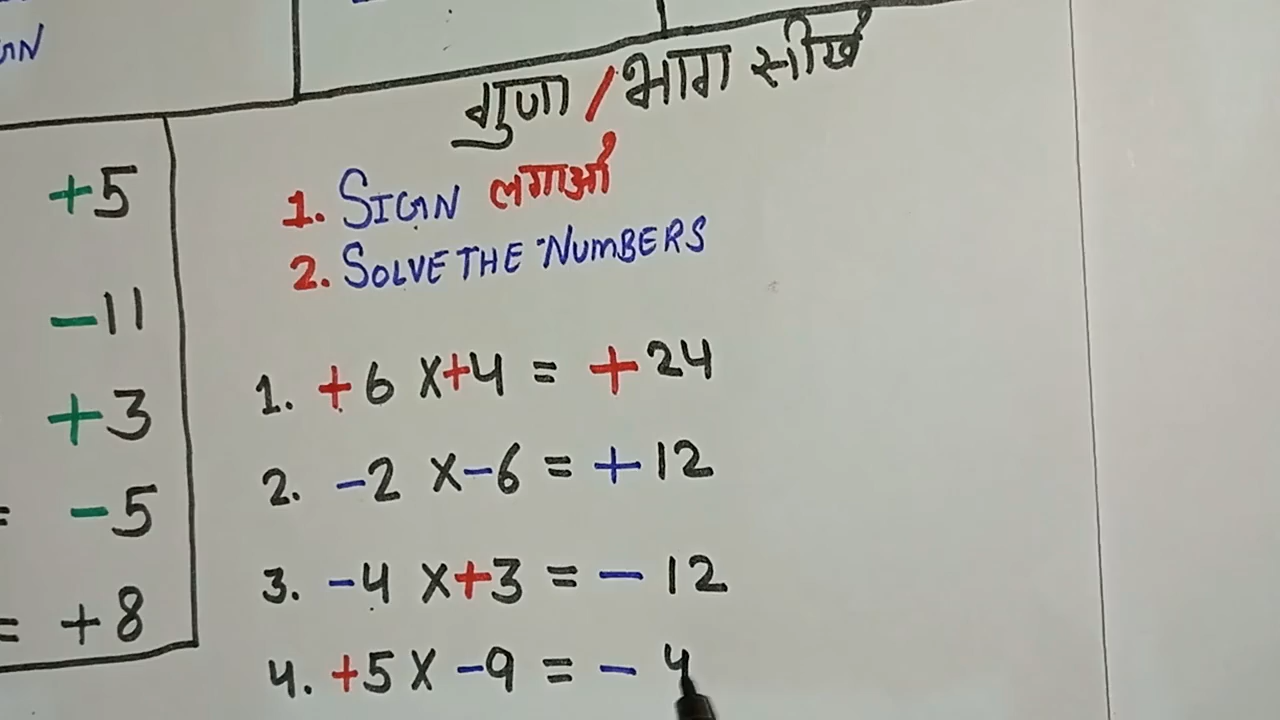 गुणा / भाग सीखें
1. SIGN लगाओ
2. SOLVE THE NUMBERS
1. +6 x +4 = +24
2. -2 x -6 = +12
3. -4 x +3 = -12
4. +5 x -9 = - 4
+5
-11
+3
= -5
= +8